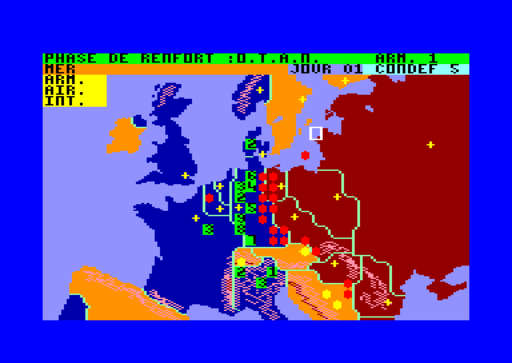 PHASE DE RENFORT :O.T.A.N. ARM. 1
MER JOUR 01 CONDEF 5
ARM.
AIR.
INT.